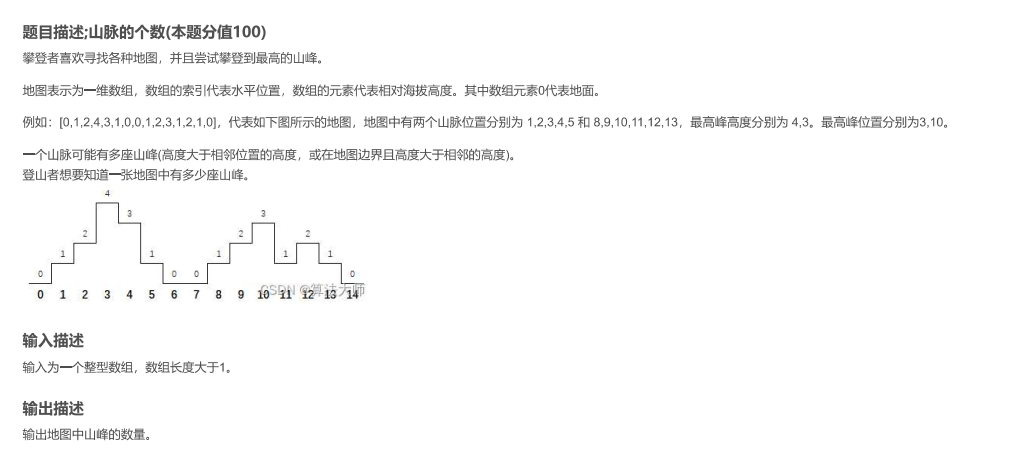 题目描述;山脉的个数(本题分值100)
攀登者喜欢寻找各种地图，并且尝试攀登到最高的山峰。
地图表示为一维数组，数组的索引代表水平位置，数组的元素代表相对海拔高度。其中数组元素0代表地面。
例如：[0,1,2,4,3,1,0,0,1,2,3,1,2,1,0]，代表如下图所示的地图，地图中有两个山脉位置分别为 1,2,3,4,5 和 8,9,10,11,12,13，最高峰高度分别为 4,3。最高峰位置分别为3,10。
一个山脉可能有多座山峰(高度大于相邻位置的高度，或在地图边界且高度大于相邻的高度)。
登山者想要知道一张地图中有多少座山峰。
4
3 3
2 2 2
1 1 1 1 1
0 0 0 0
CSDN @算法大师
0 1 2 3 4 5 6 7 8 9 10 11 12 13 14
输入描述
输入为一个整型数组，数组长度大于1。
输出描述
输出地图中山峰的数量。